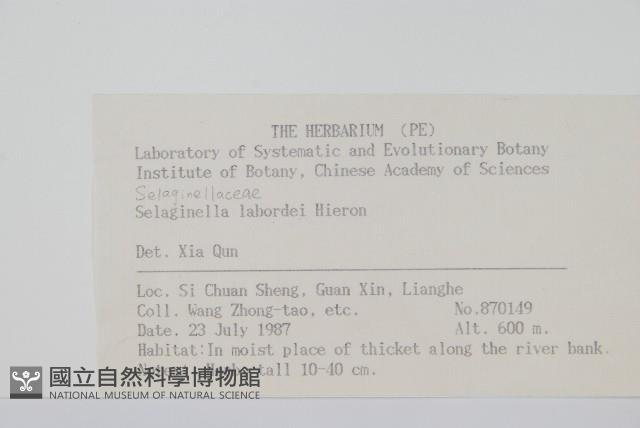 THE HERBARIUM (PE)
Laboratory of Systematic and Evolutionary Botany
Institute of Botany, Chinese Academy of Sciences
Selaginellaceae
Selaginella labordei Hieron
Det. Xia Qun
Loc. Si Chuan Sheng, Guan Xin, Lianghe
Coll. Wang Zhong-tao, etc. No.870149
Date. 23 July 1987 Alt. 600 m.
Habitat:In moist place of thicket along the river bank.
tall 10-40 cm.
國立自然科學博物館
NATIONAL MUSEUM OF NATURAL SCIENCE